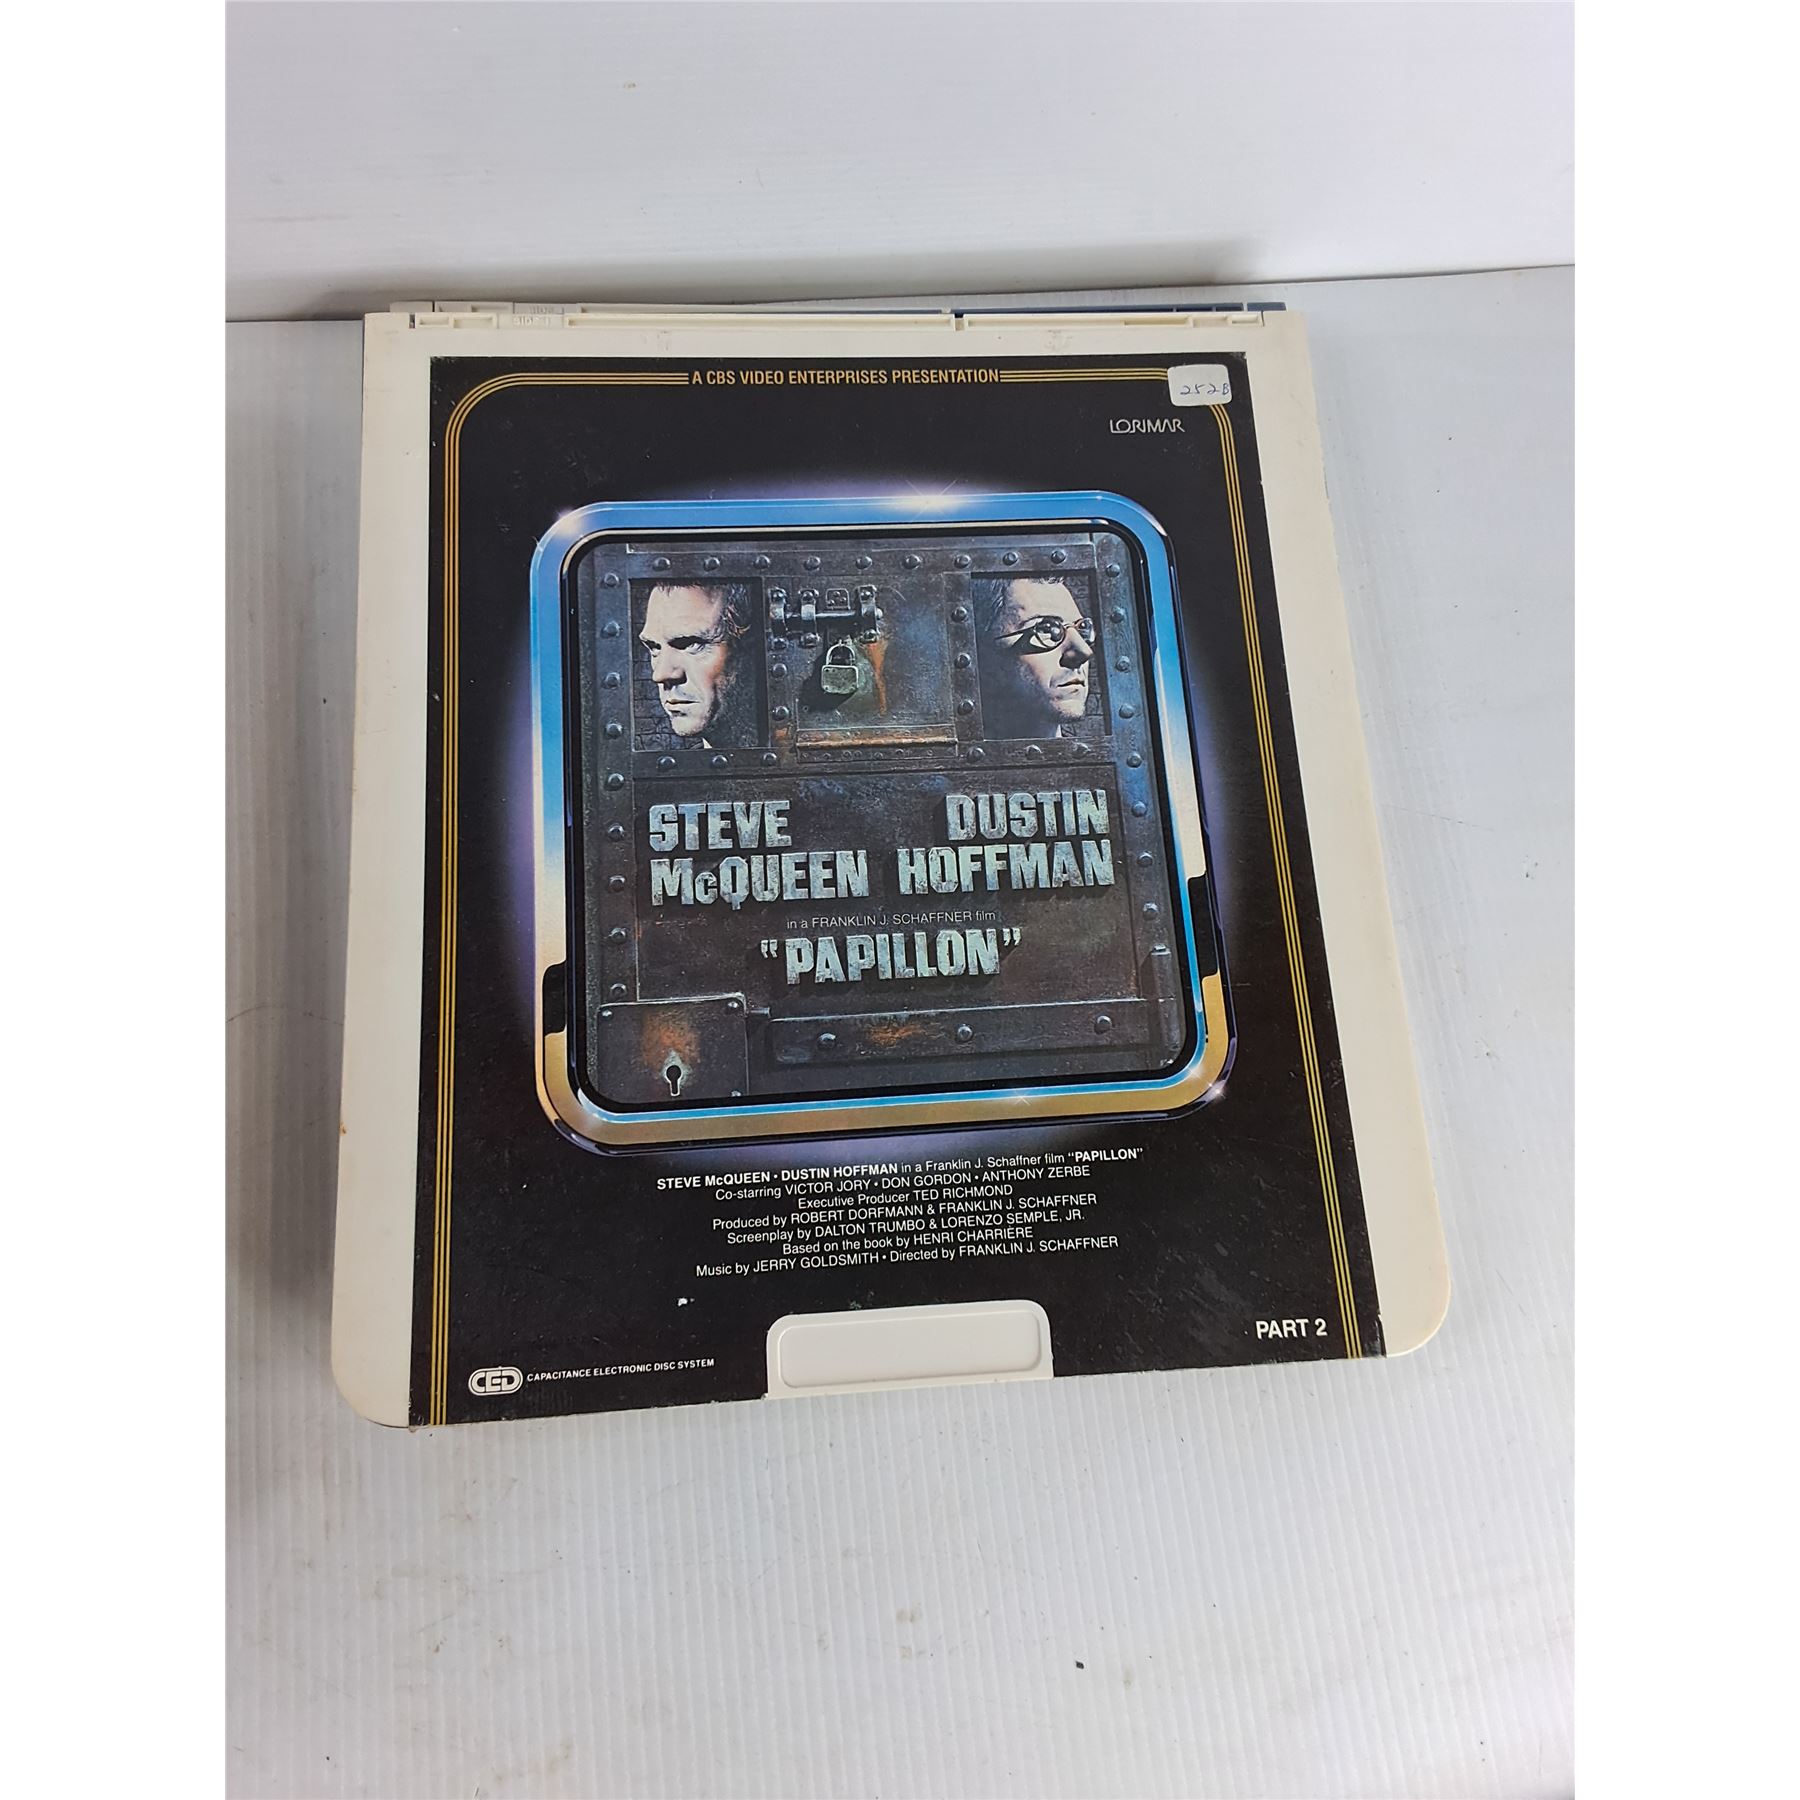 A CBS VIDEO ENTERPRISES PRESENTATION
252B
LORIMAR
STEVE McQUEEN
DUSTIN HOFFMAN
in a FRANKLIN J. SCHAFFNER film
"PAPILLON"
STEVE McQUEEN • DUSTIN HOFFMAN in a Franklin J. Schaffner film "PAPILLON"
Co-starring VICTOR JORY • DON GORDON • ANTHONY ZERBE
Executive Producer TED RICHMOND
Produced by ROBERT DORFMANN & FRANKLIN J. SCHAFFNER
Screenplay by DALTON TRUMBO & LORENZO SEMPLE, JR.
Based on the book by HENRI CHARRIÈRE
Music by JERRY GOLDSMITH • Directed by FRANKLIN J. SCHAFFNER
PART 2
CED CAPACITANCE ELECTRONIC DISC SYSTEM